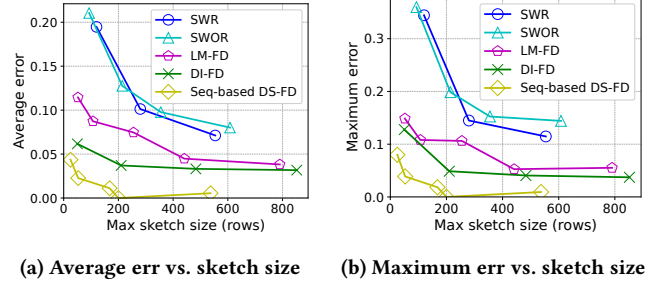 0.20
0.15
0.10
0.05
0.00
Average error
0
200
400
600
800
Max sketch size (rows)
SWR
SWOR
LM-FD
DI-FD
Seq-based DS-FD
(a) Average err vs. sketch size
0.3
0.2
0.1
0.0
Maximum error
0
200
400
600
800
Max sketch size (rows)
SWR
SWOR
LM-FD
DI-FD
Seq-based DS-FD
(b) Maximum err vs. sketch size